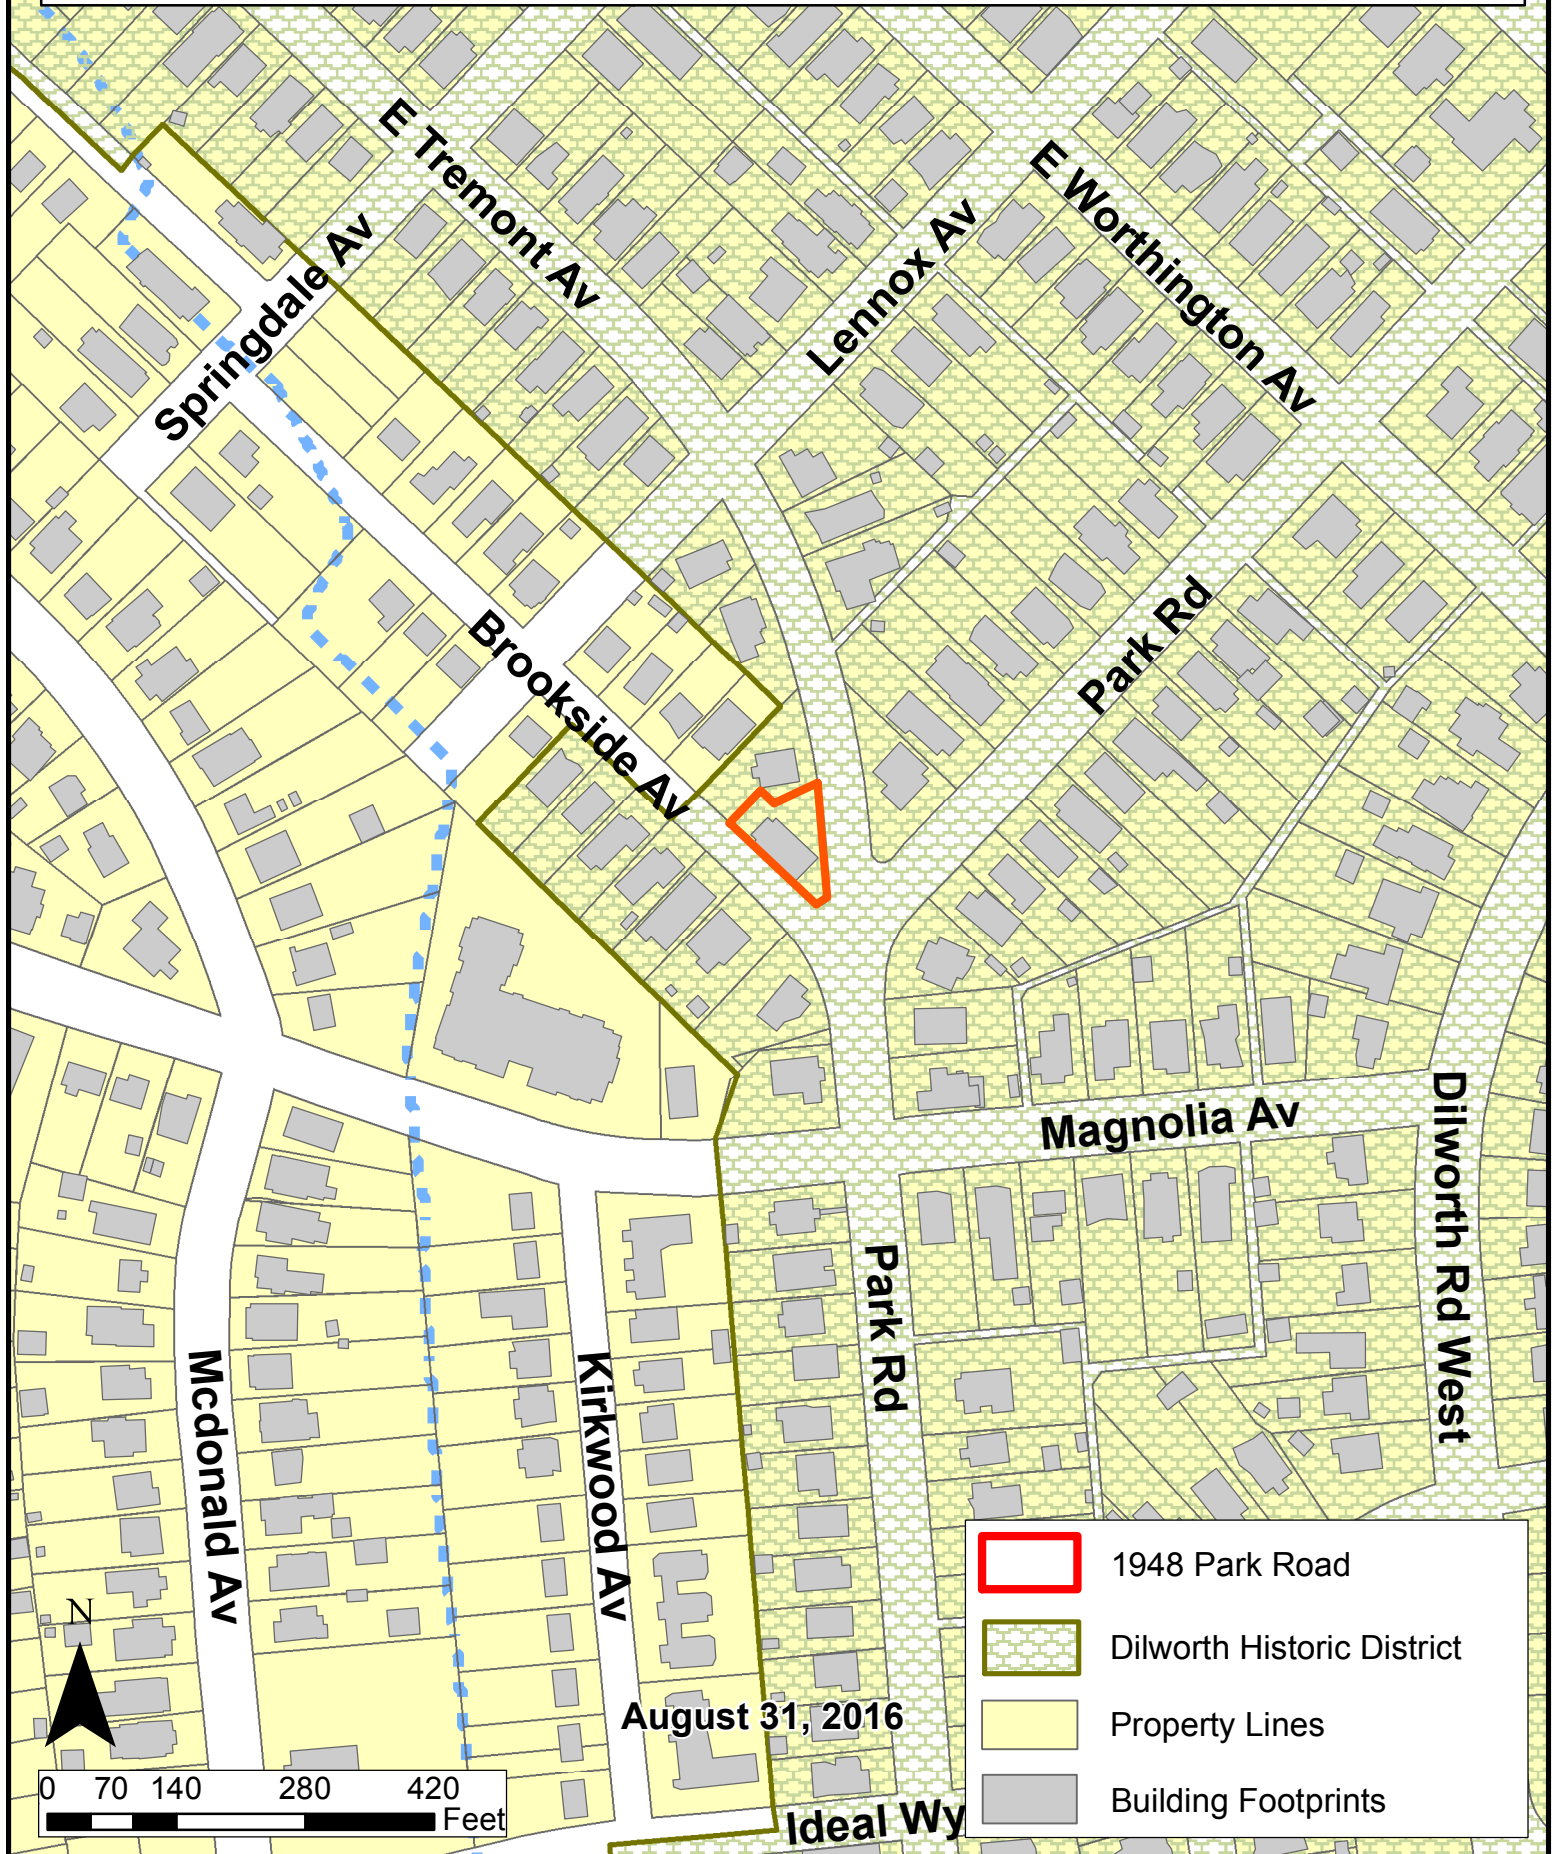 E Tremont Av
E Worthington Av
Springdale Av
Lennox Av
Brookside Av
Park Rd
Magnolia Av
Dilworth Rd West
Park Rd
Mcdonald Av
Kirkwood Av
Ideal Wy
August 31, 2016
N
0 70 140 280 420
Feet
1948 Park Road
Dilworth Historic District
Property Lines
Building Footprints